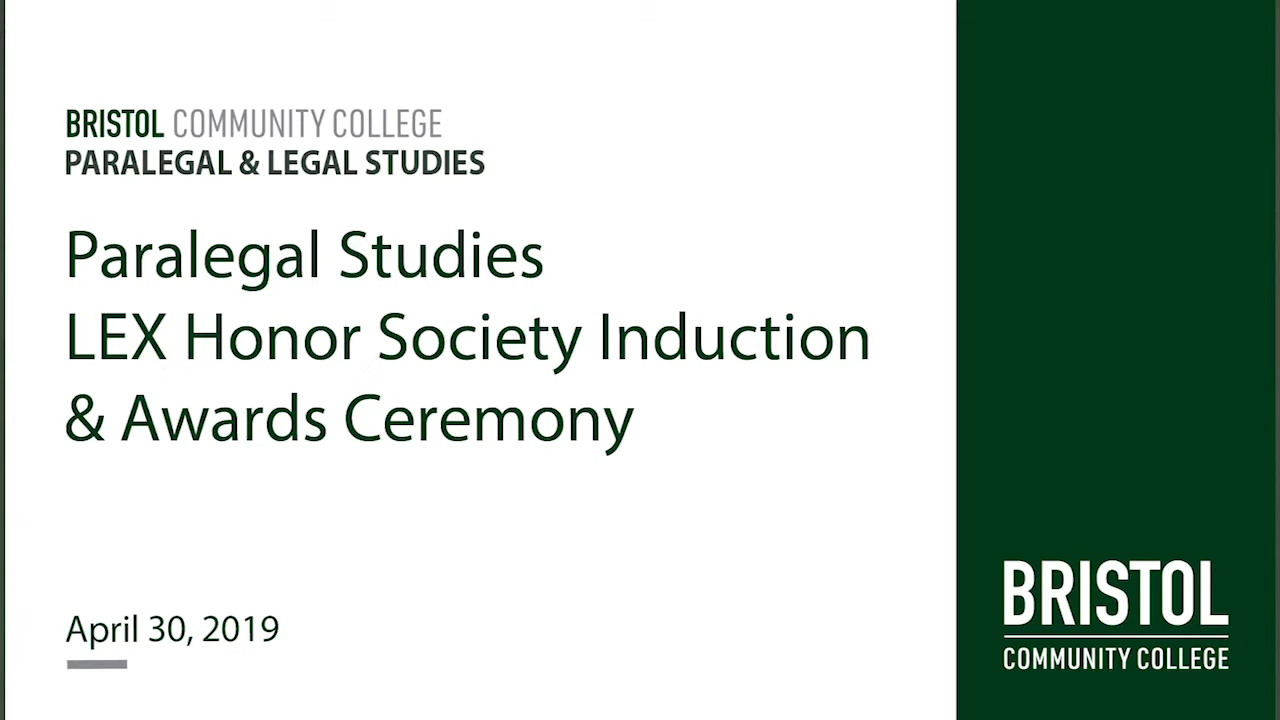 BRISTOL COMMUNITY COLLEGE
PARALEGAL & LEGAL STUDIES
Paralegal Studies
LEX Honor Society Induction
& Awards Ceremony
April 30, 2019
BRISTOL
COMMUNITY COLLEGE